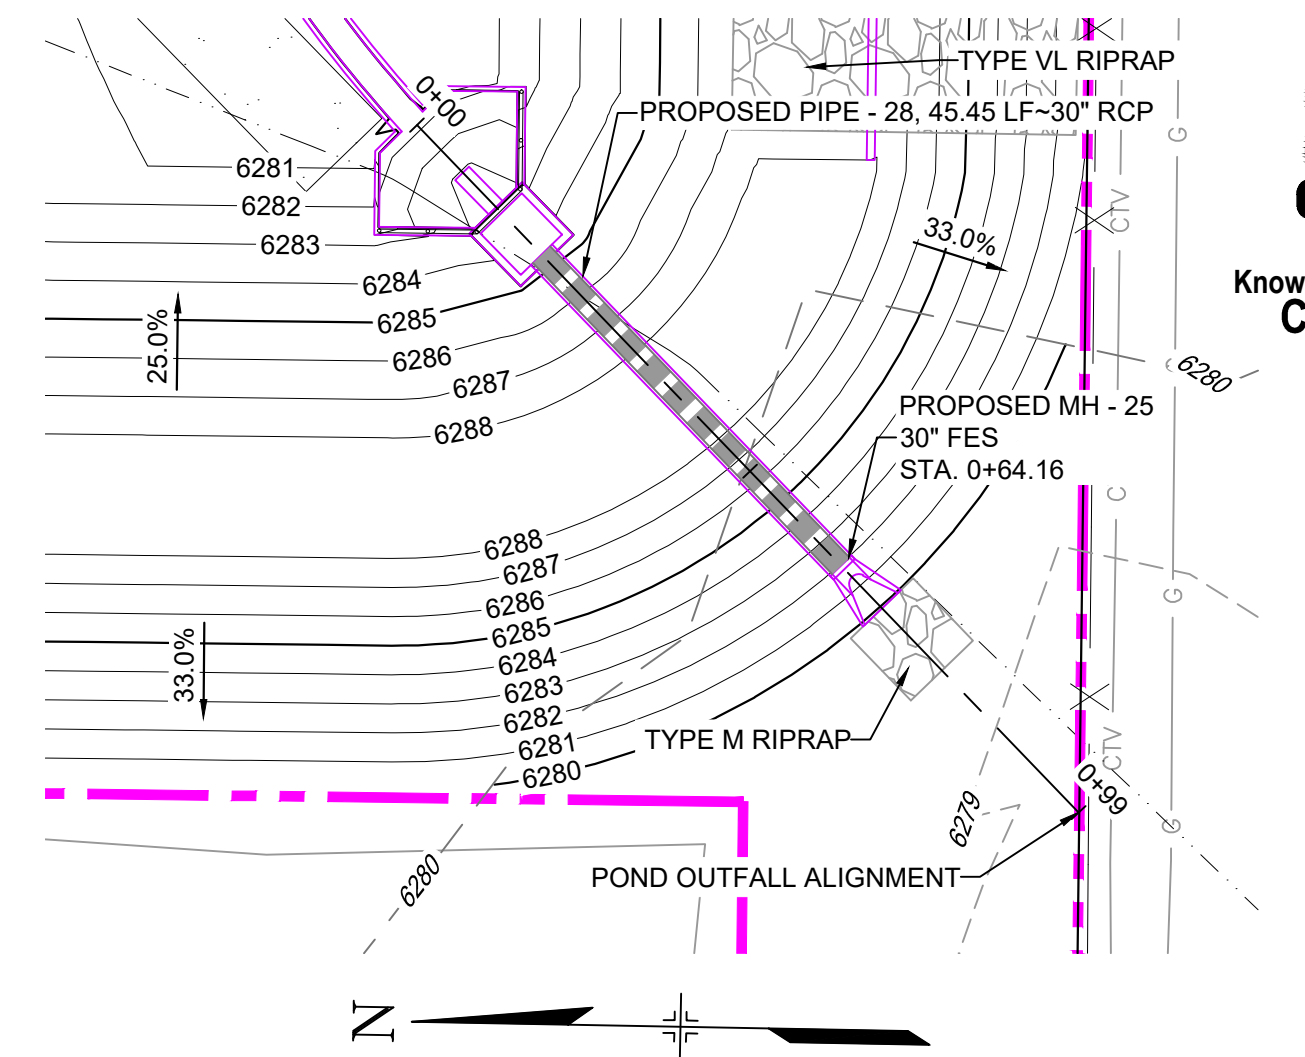 0+00
TYPE VL RIPRAP
PROPOSED PIPE - 28, 45.45 LF~30" RCP
G
V
6281
6282
6283
6284
6285
6286
6287
6288
25.0%
33.0%
CTV
Know
C
G
6280
PROPOSED MH - 25
30" FES
STA. 0+64.16
C
6288
6287
6286
6285
6284
6283
6282
6281
6280
33.0%
G
TYPE M RIPRAP
CTV
0+99
6279
G
6280
POND OUTFALL ALIGNMENT
N